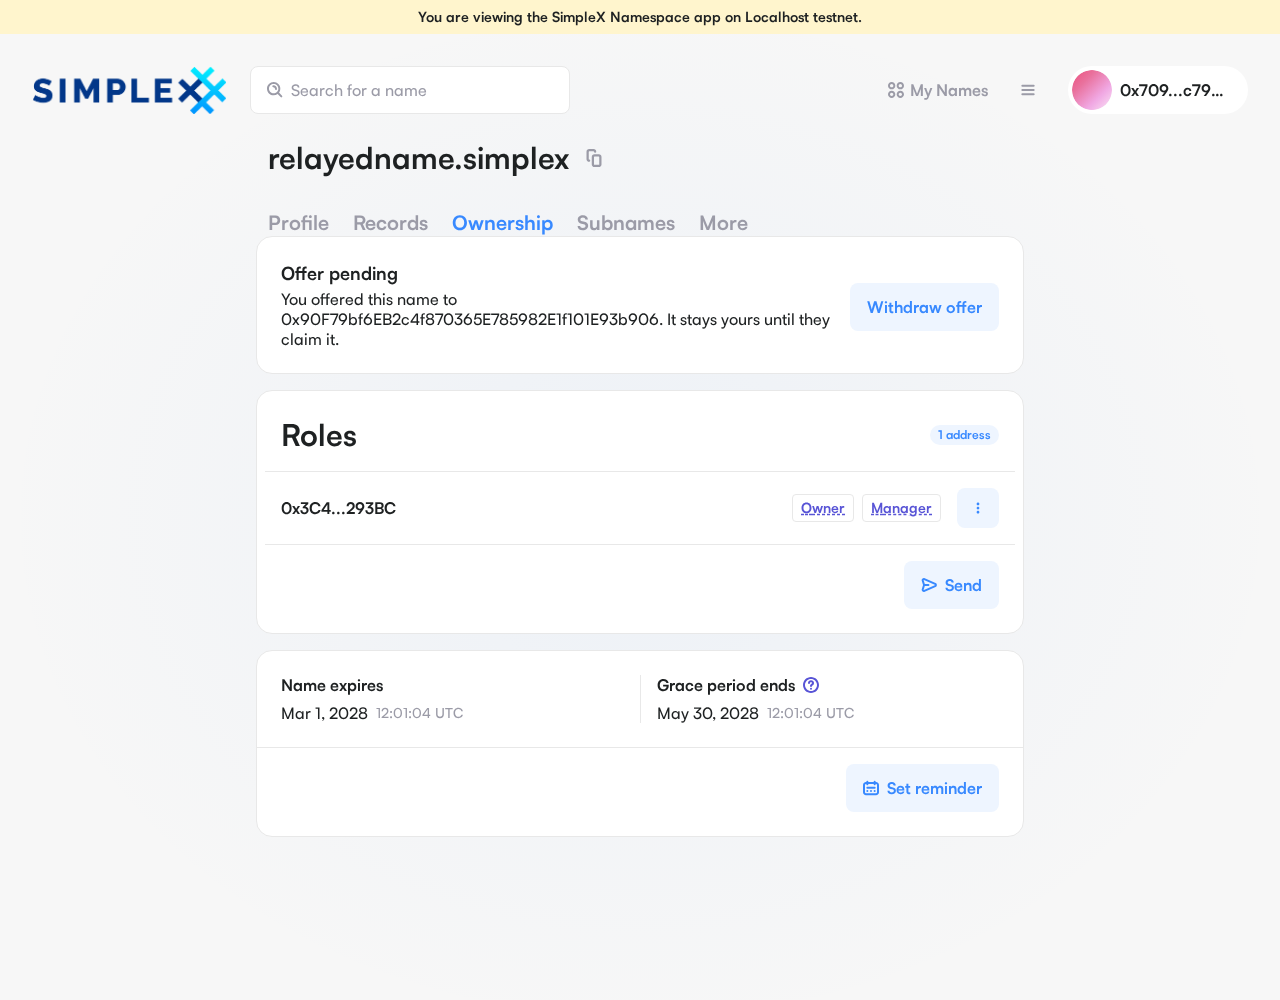 You are viewing the SimpleX Namespace app on Localhost testnet.
SIMPLEX
Search for a name
My Names
0x709...c79...
relayedname.simplex
Profile Records Ownership Subnames More
Offer pending
You offered this name to
0x90F79bf6EB2c4f870365E785982E1f101E93b906. It stays yours until they
claim it.
Withdraw offer
Roles
1 address
0x3C4...293BC
Owner
Manager
Send
Name expires
Mar 1, 2028 12:01:04 UTC
Grace period ends
May 30, 2028 12:01:04 UTC
Set reminder